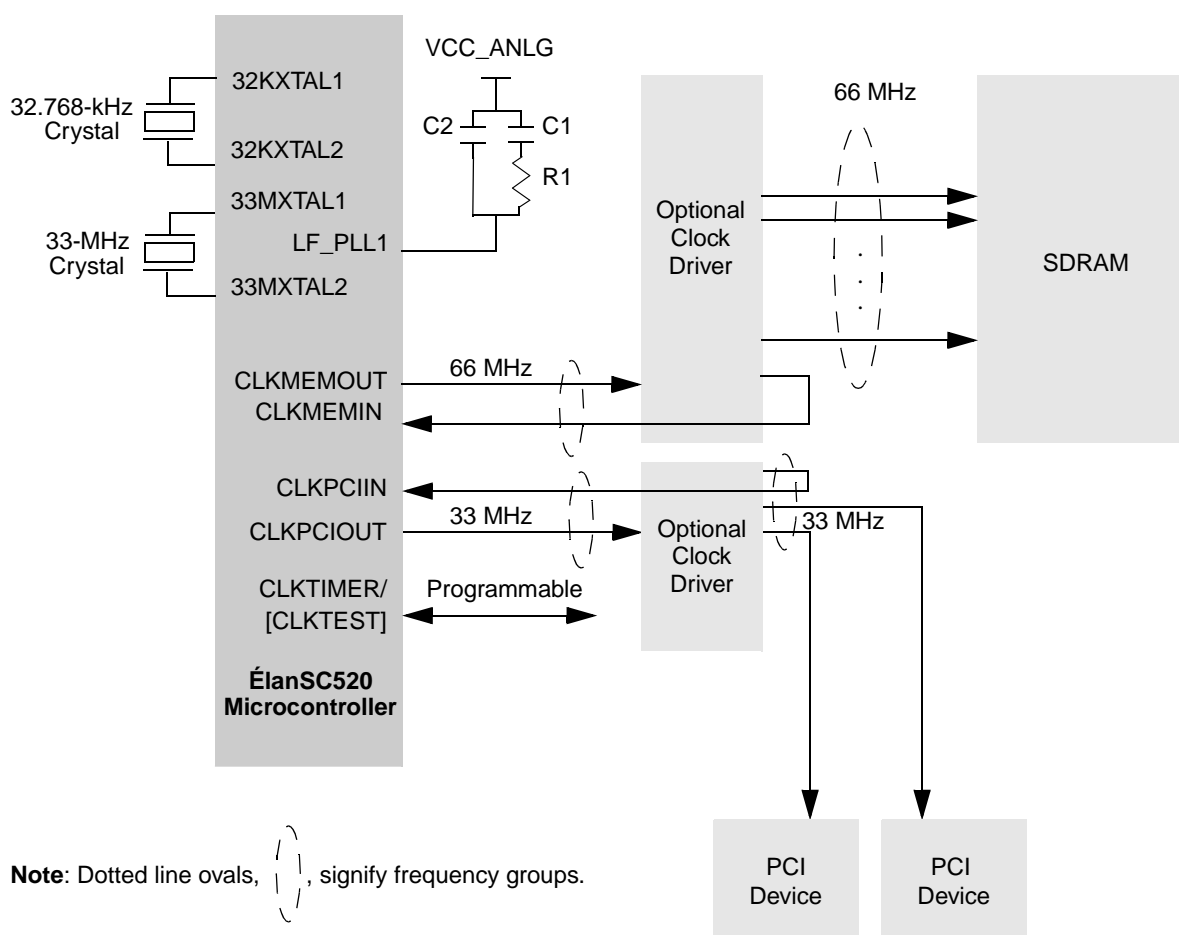 VCC_ANLG
32KXTAL1
32.768-kHz
Crystal
32KXTAL2
C2
C1
R1
33MXTAL1
33-MHz
Crystal
LF_PLL1
33MXTAL2
66 MHz
Optional
Clock
Driver
SDRAM
.
.
.
CLKMEMOUT
66 MHz
CLKMEMIN
CLKPCIIN
CLKPCIOUT
33 MHz
Optional
Clock
Driver
33 MHz
CLKTIMER/
[CLKTEST]
Programmable
ÉlanSC520
Microcontroller
PCI
Device
PCI
Device
Note: Dotted line ovals, , signify frequency groups.